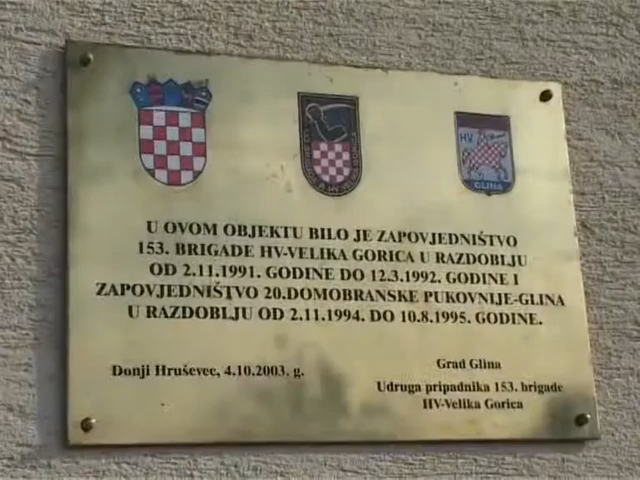 HV
GLINA
U OVOM OBJEKTU BILO JE ZAPOVJEDNIŠTVO
153. BRIGADE HV-VELIKA GORICA U RAZDOBLJU
OD 2.11.1991. GODINE DO 12.3.1992. GODINE I
ZAPOVJEDNIŠTVO 20.DOMOBRANSKE PUKOVNIJE-GLINA
U RAZDOBLJU OD 2.11.1994. DO 10.8.1995. GODINE.
Donji Hruševec, 4.10.2003. g.
Grad Glina
Udruga pripadnika 153. brigade
HV-Velika Gorica